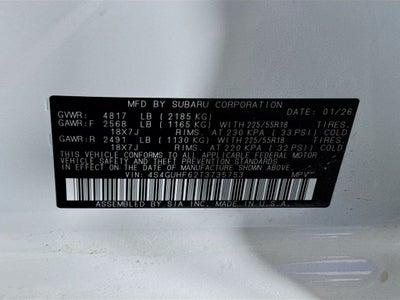 MFD. BY SUBARU CORPORATION DATE 01/26
GVWR: 4817 LB ( 2185 KG)
GAWR:F 2568 LB ( 1165 KG) WITH 225/55R18 TIRES,
18X7J RIMS, AT 230 KPA ( 33 PSI) COLD
GAWR:R 2491 LB ( 1130 KG) WITH 225/55R18 TIRES,
18X7J RIMS, AT 220 KPA ( 32 PSI) COLD
THIS VEHICLE CONFORMS TO ALL APPLICABLE FEDERAL MOTOR
VEHICLE SAFETY AND THEFT PREVENTION STANDARDS IN EFFECT
ON THE DATE OF MANUFACTURE SHOWN ABOVE.
VIN: 4S4GUHF62T3735753 MPV
ASSEMBLED BY SIA INC. MADE IN U.S.A.